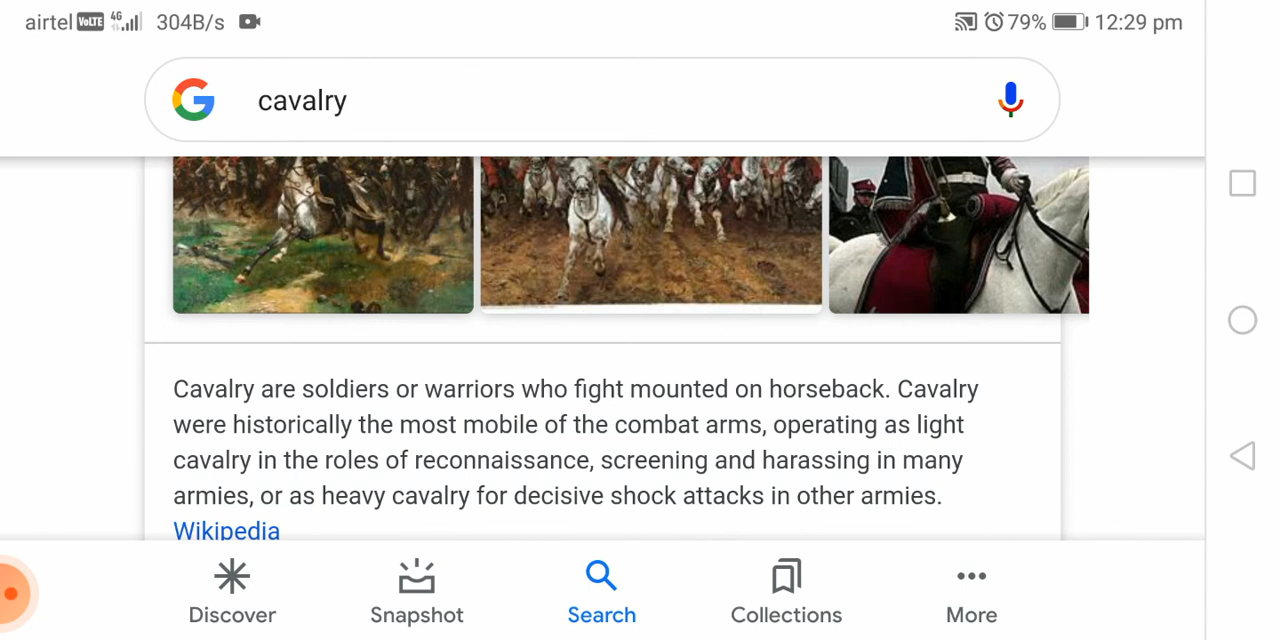 airtel VoLTE 4G 304B/s 79% 12:29 pm
G cavalry
Cavalry are soldiers or warriors who fight mounted on horseback. Cavalry
were historically the most mobile of the combat arms, operating as light
cavalry in the roles of reconnaissance, screening and harassing in many
armies, or as heavy cavalry for decisive shock attacks in other armies.
Wikipedia
Discover Snapshot Search Collections More